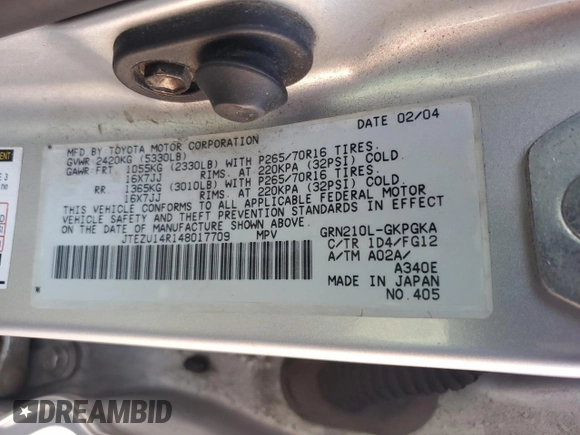 DATE 02/04
MFD. BY TOYOTA MOTOR CORPORATION
GVWR 2420KG (5330LB)
GAWR FRT 1055KG (2330LB) WITH P265/70R16 TIRES.
16X7JJ RIMS. AT 220KPA (32PSI) COLD.
RR 1365KG (3010LB) WITH P265/70R16 TIRES.
16X7JJ RIMS. AT 220KPA (32PSI) COLD.
THIS VEHICLE CONFORMS TO ALL APPLICABLE FEDERAL MOTOR
VEHICLE SAFETY AND THEFT PREVENTION STANDARDS IN EFFECT
ON THE DATE OF MANUFACTURE SHOWN ABOVE.
JTEZU14R148017709 MPV
GRN210L-GKPGKA
C/TR 1D4/FG12
A/TM A02A/
A340E
MADE IN JAPAN
NO.405
DREAMBID